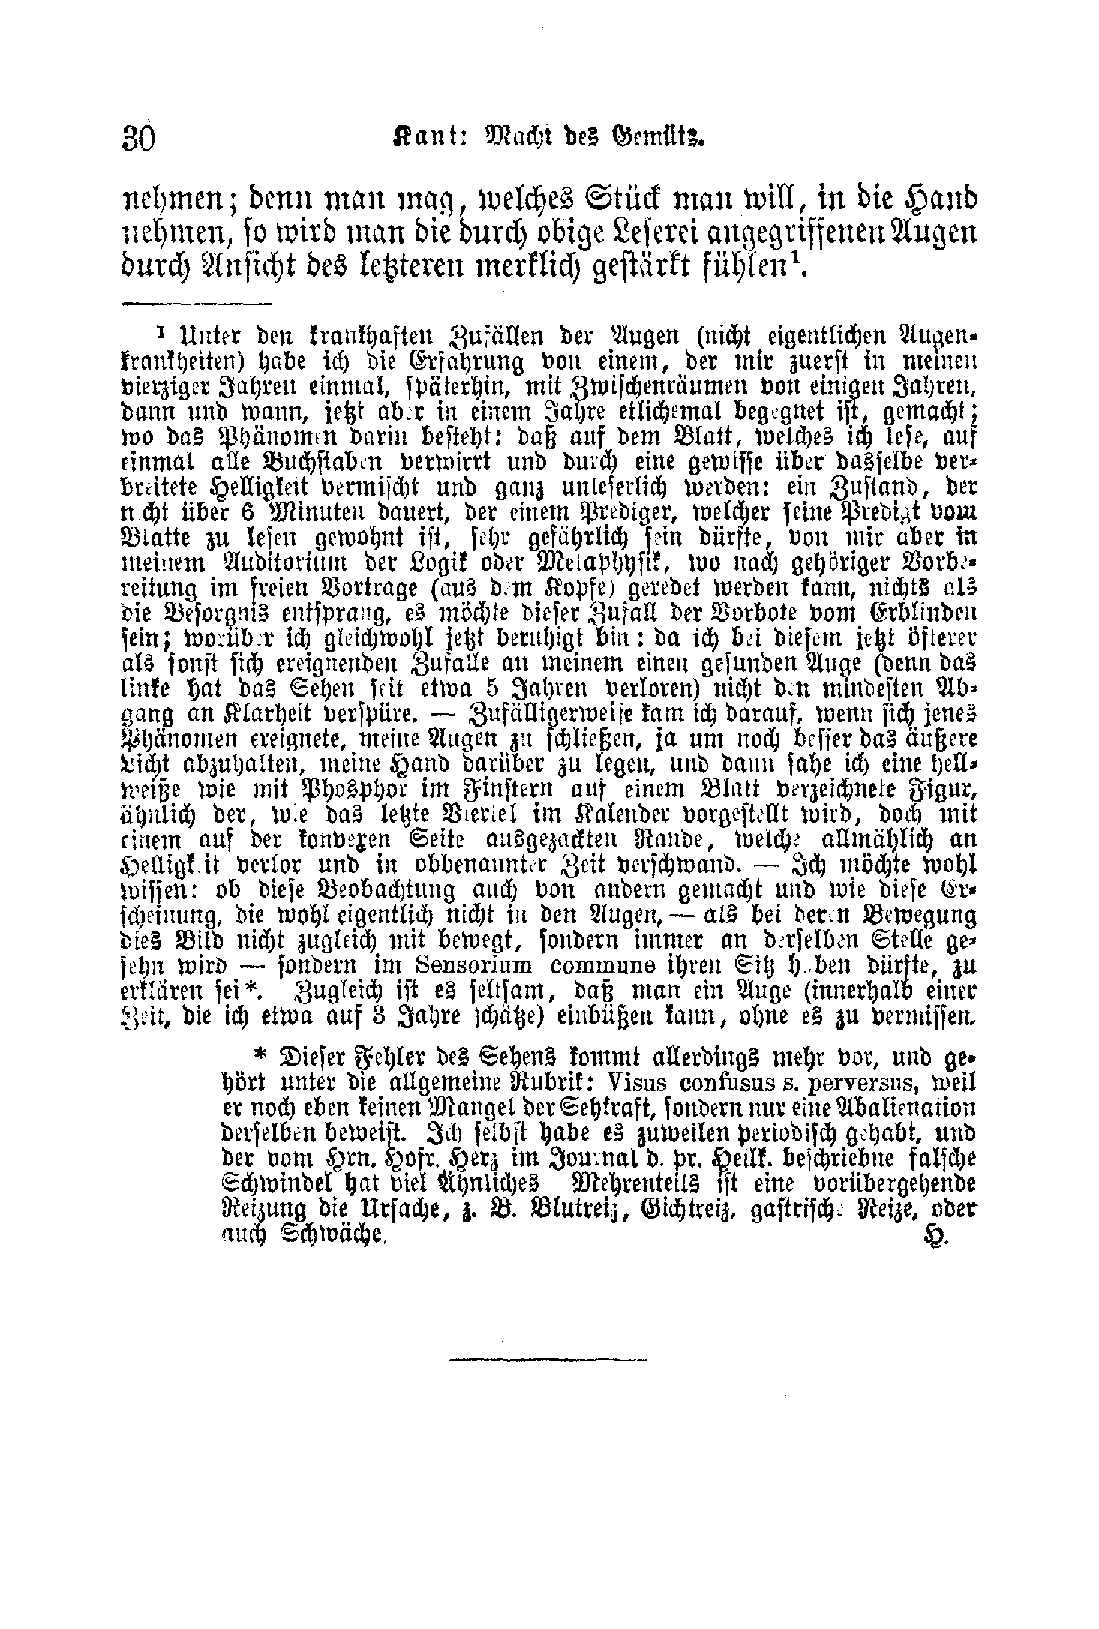 30 Kant: Macht des Gemüts.
nehmen; denn man mag, welches Stück man will, in die Hand
nehmen, so wird man die durch obige Leserei angegriffenen Augen
durch Ansicht des letzteren merklich gestärkt fühlen¹.
¹ Unter den krankhaften Zufällen der Augen (nicht eigentlichen Augen-
krankheiten) habe ich die Erfahrung von einem, der mir zuerst in meinen
vierziger Jahren einmal, späterhin, mit Zwischenräumen von einigen Jahren,
dann und wann, jetzt aber in einem Jahre etlichemal begegnet ist, gemacht;
wo das Phänomen darin besteht: daß auf dem Blatt, welches ich lese, auf
einmal alle Buchstaben verwirrt und durch eine gewisse über dasselbe ver-
breitete Helligkeit vermischt und ganz unleserlich werden: ein Zustand, der
nicht über 6 Minuten dauert, der einem Prediger, welcher seine Predigt vom
Blatte zu lesen gewohnt ist, sehr gefährlich sein dürfte, von mir aber in
meinem Auditorium der Logik oder Metaphysik, wo nach gehöriger Vorbe-
reitung im freien Vortrage (aus dem Kopfe) geredet werden kann, nichts als
die Besorgnis entsprang, es möchte dieser Zufall der Vorbote vom Erblinden
sein; worüber ich gleichwohl jetzt beruhigt bin: da ich bei diesem jetzt öfterer
als sonst sich ereignenden Zufalle an meinem einen gesunden Auge (denn das
linke hat das Sehen seit etwa 5 Jahren verloren) nicht den mindesten Ab-
gang an Klarheit verspüre. — Zufälligerweise kam ich darauf, wenn sich jenes
Phänomen ereignete, meine Augen zu schließen, ja um noch besser das äußere
Licht abzuhalten, meine Hand darüber zu legen, und dann sahe ich eine hell-
weiße wie mit Phosphor im Finstern auf einem Blatt verzeichnete Figur,
ähnlich der, wie das letzte Viertel im Kalender vorgestellt wird, doch mit
einem auf der konvexen Seite ausgezackten Rande, welche allmählich an
Helligkeit verlor und in obbenannter Zeit verschwand. — Ich möchte wohl
wissen: ob diese Beobachtung auch von andern gemacht und wie diese Er-
scheinung, die wohl eigentlich nicht in den Augen, — als bei deren Bewegung
dies Bild nicht zugleich mit bewegt, sondern immer an derselben Stelle ge-
sehn wird — sondern im Sensorium commune ihren Sitz haben dürfte, zu
erklären sei*. Zugleich ist es seltsam, daß man ein Auge (innerhalb einer
Zeit, die ich etwa auf 3 Jahre schätze) einbüßen kann, ohne es zu vermissen.
* Dieser Fehler des Sehens kommt allerdings mehr vor, und ge-
hört unter die allgemeine Rubrik: Visus confusus s. perversus, weil
er noch eben keinen Mangel der Sehkraft, sondern nur eine Abalienation
derselben beweist. Ich selbst habe es zuweilen periodisch gehabt, und
der vom Hrn. Hofr. Herz im Journal d. pr. Heilk. beschriebne falsche
Schwindel hat viel Ähnliches Mehrenteils ist eine vorübergehende
Reizung die Ursache, z. B. Blutreiz, Gichtreiz, gastrische Reize, oder
auch Schwäche. H.